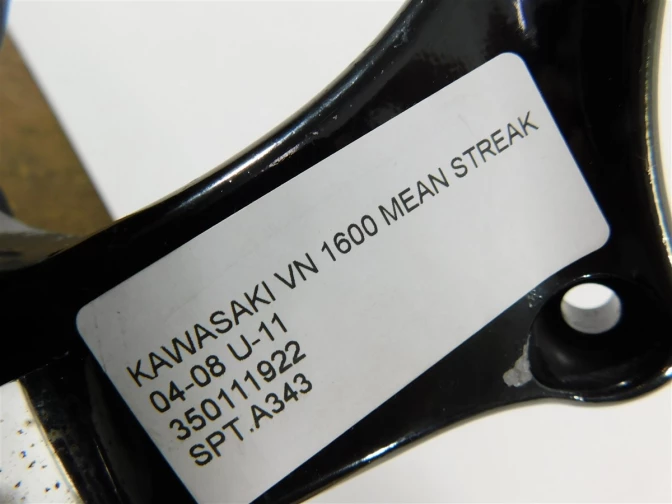 KAWASAKI VN 1600 MEAN STREAK
04-08 U-11
350111922
SPT.A343